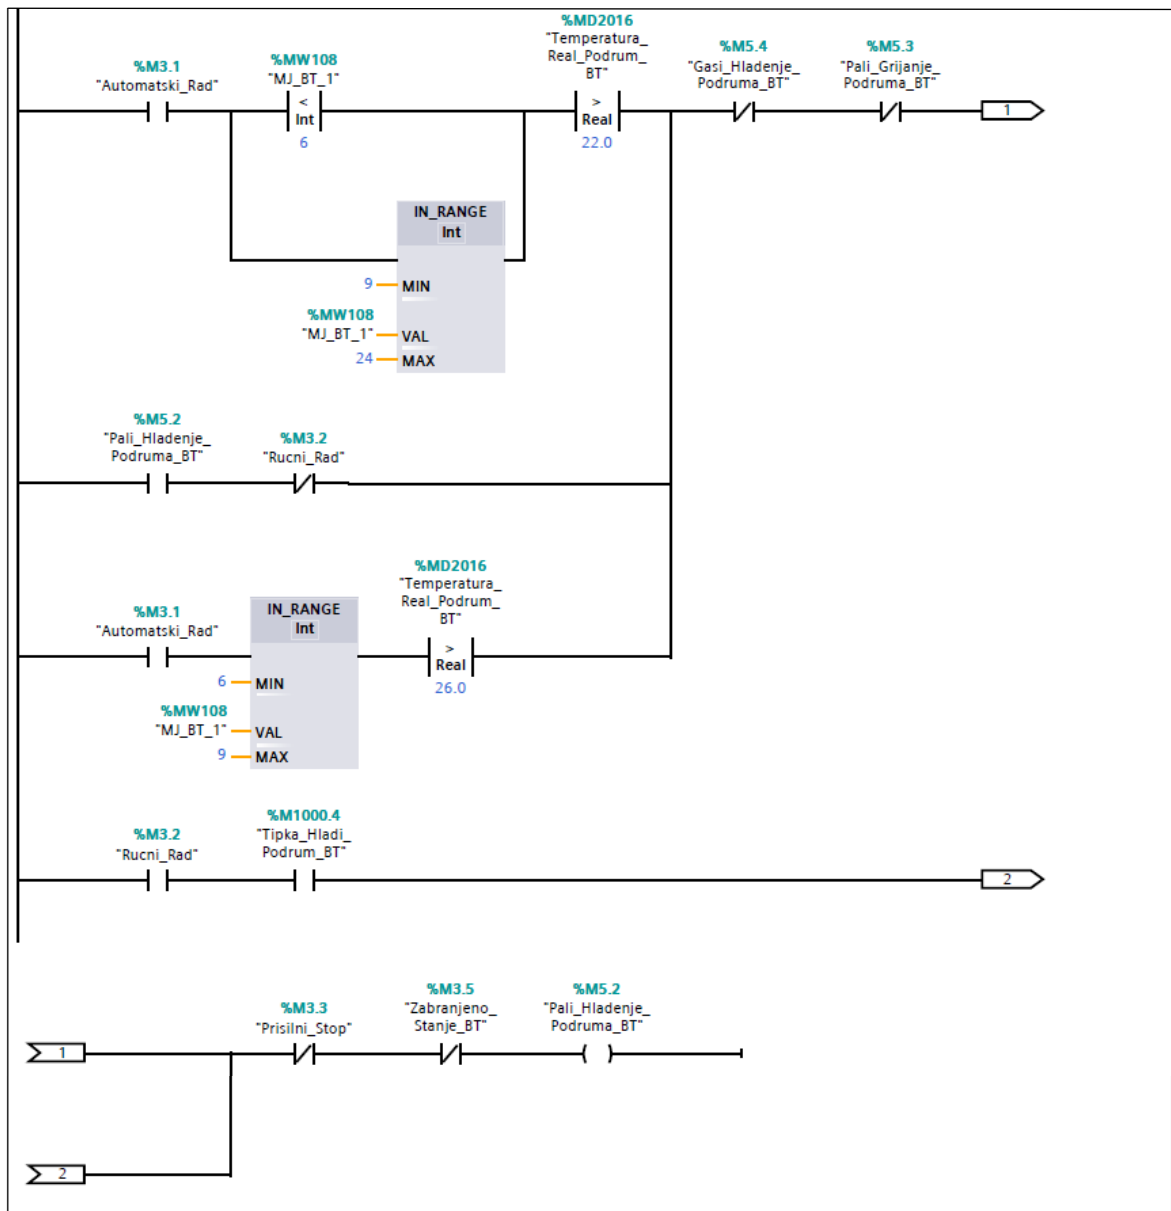 %MD2016
"Temperatura_
Real_Podrum_
BT"
%M3.1
"Automatski_Rad"
%MW108
"MJ_BT_1"
%M5.4
"Gasi_Hladenje_
Podruma_BT"
%M5.3
"Pali_Grijanje_
Podruma_BT"
<
Int
6
>
Real
22.0
1
IN_RANGE
Int
9
MIN
%MW108
"MJ_BT_1"
VAL
24
MAX
%M5.2
"Pali_Hladenje_
Podruma_BT"
%M3.2
"Rucni_Rad"
%MD2016
"Temperatura_
Real_Podrum_
BT"
%M3.1
"Automatski_Rad"
IN_RANGE
Int
>
Real
26.0
6
MIN
%MW108
"MJ_BT_1"
VAL
9
MAX
%M3.2
"Rucni_Rad"
%M1000.4
"Tipka_Hladi_
Podrum_BT"
2
%M3.3
"Prisilni_Stop"
%M3.5
"Zabranjeno_
Stanje_BT"
%M5.2
"Pali_Hladenje_
Podruma_BT"
1
2